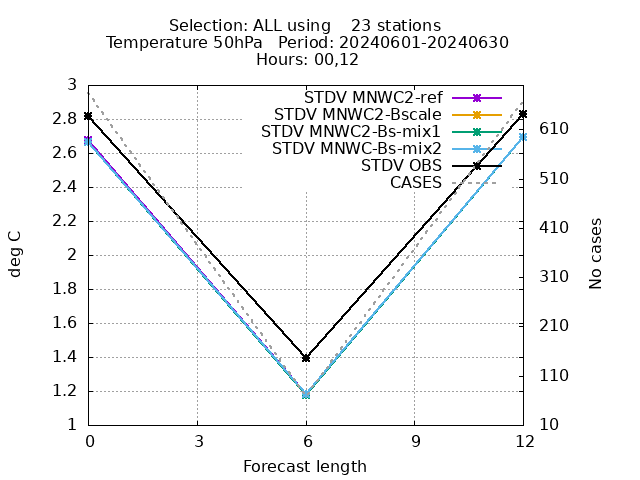 Selection: ALL using    23 stations
Temperature 50hPa   Period: 20240601-20240630
Hours: 00,12
STDV MNWC2-ref
STDV MNWC2-Bscale
STDV MNWC2-Bs-mix1
STDV MNWC-Bs-mix2
STDV OBS
CASES
3
2.8
2.6
2.4
2.2
2
1.8
1.6
1.4
1.2
1
deg C
610
510
410
310
210
110
10
No cases
0 3 6 9 12
Forecast length